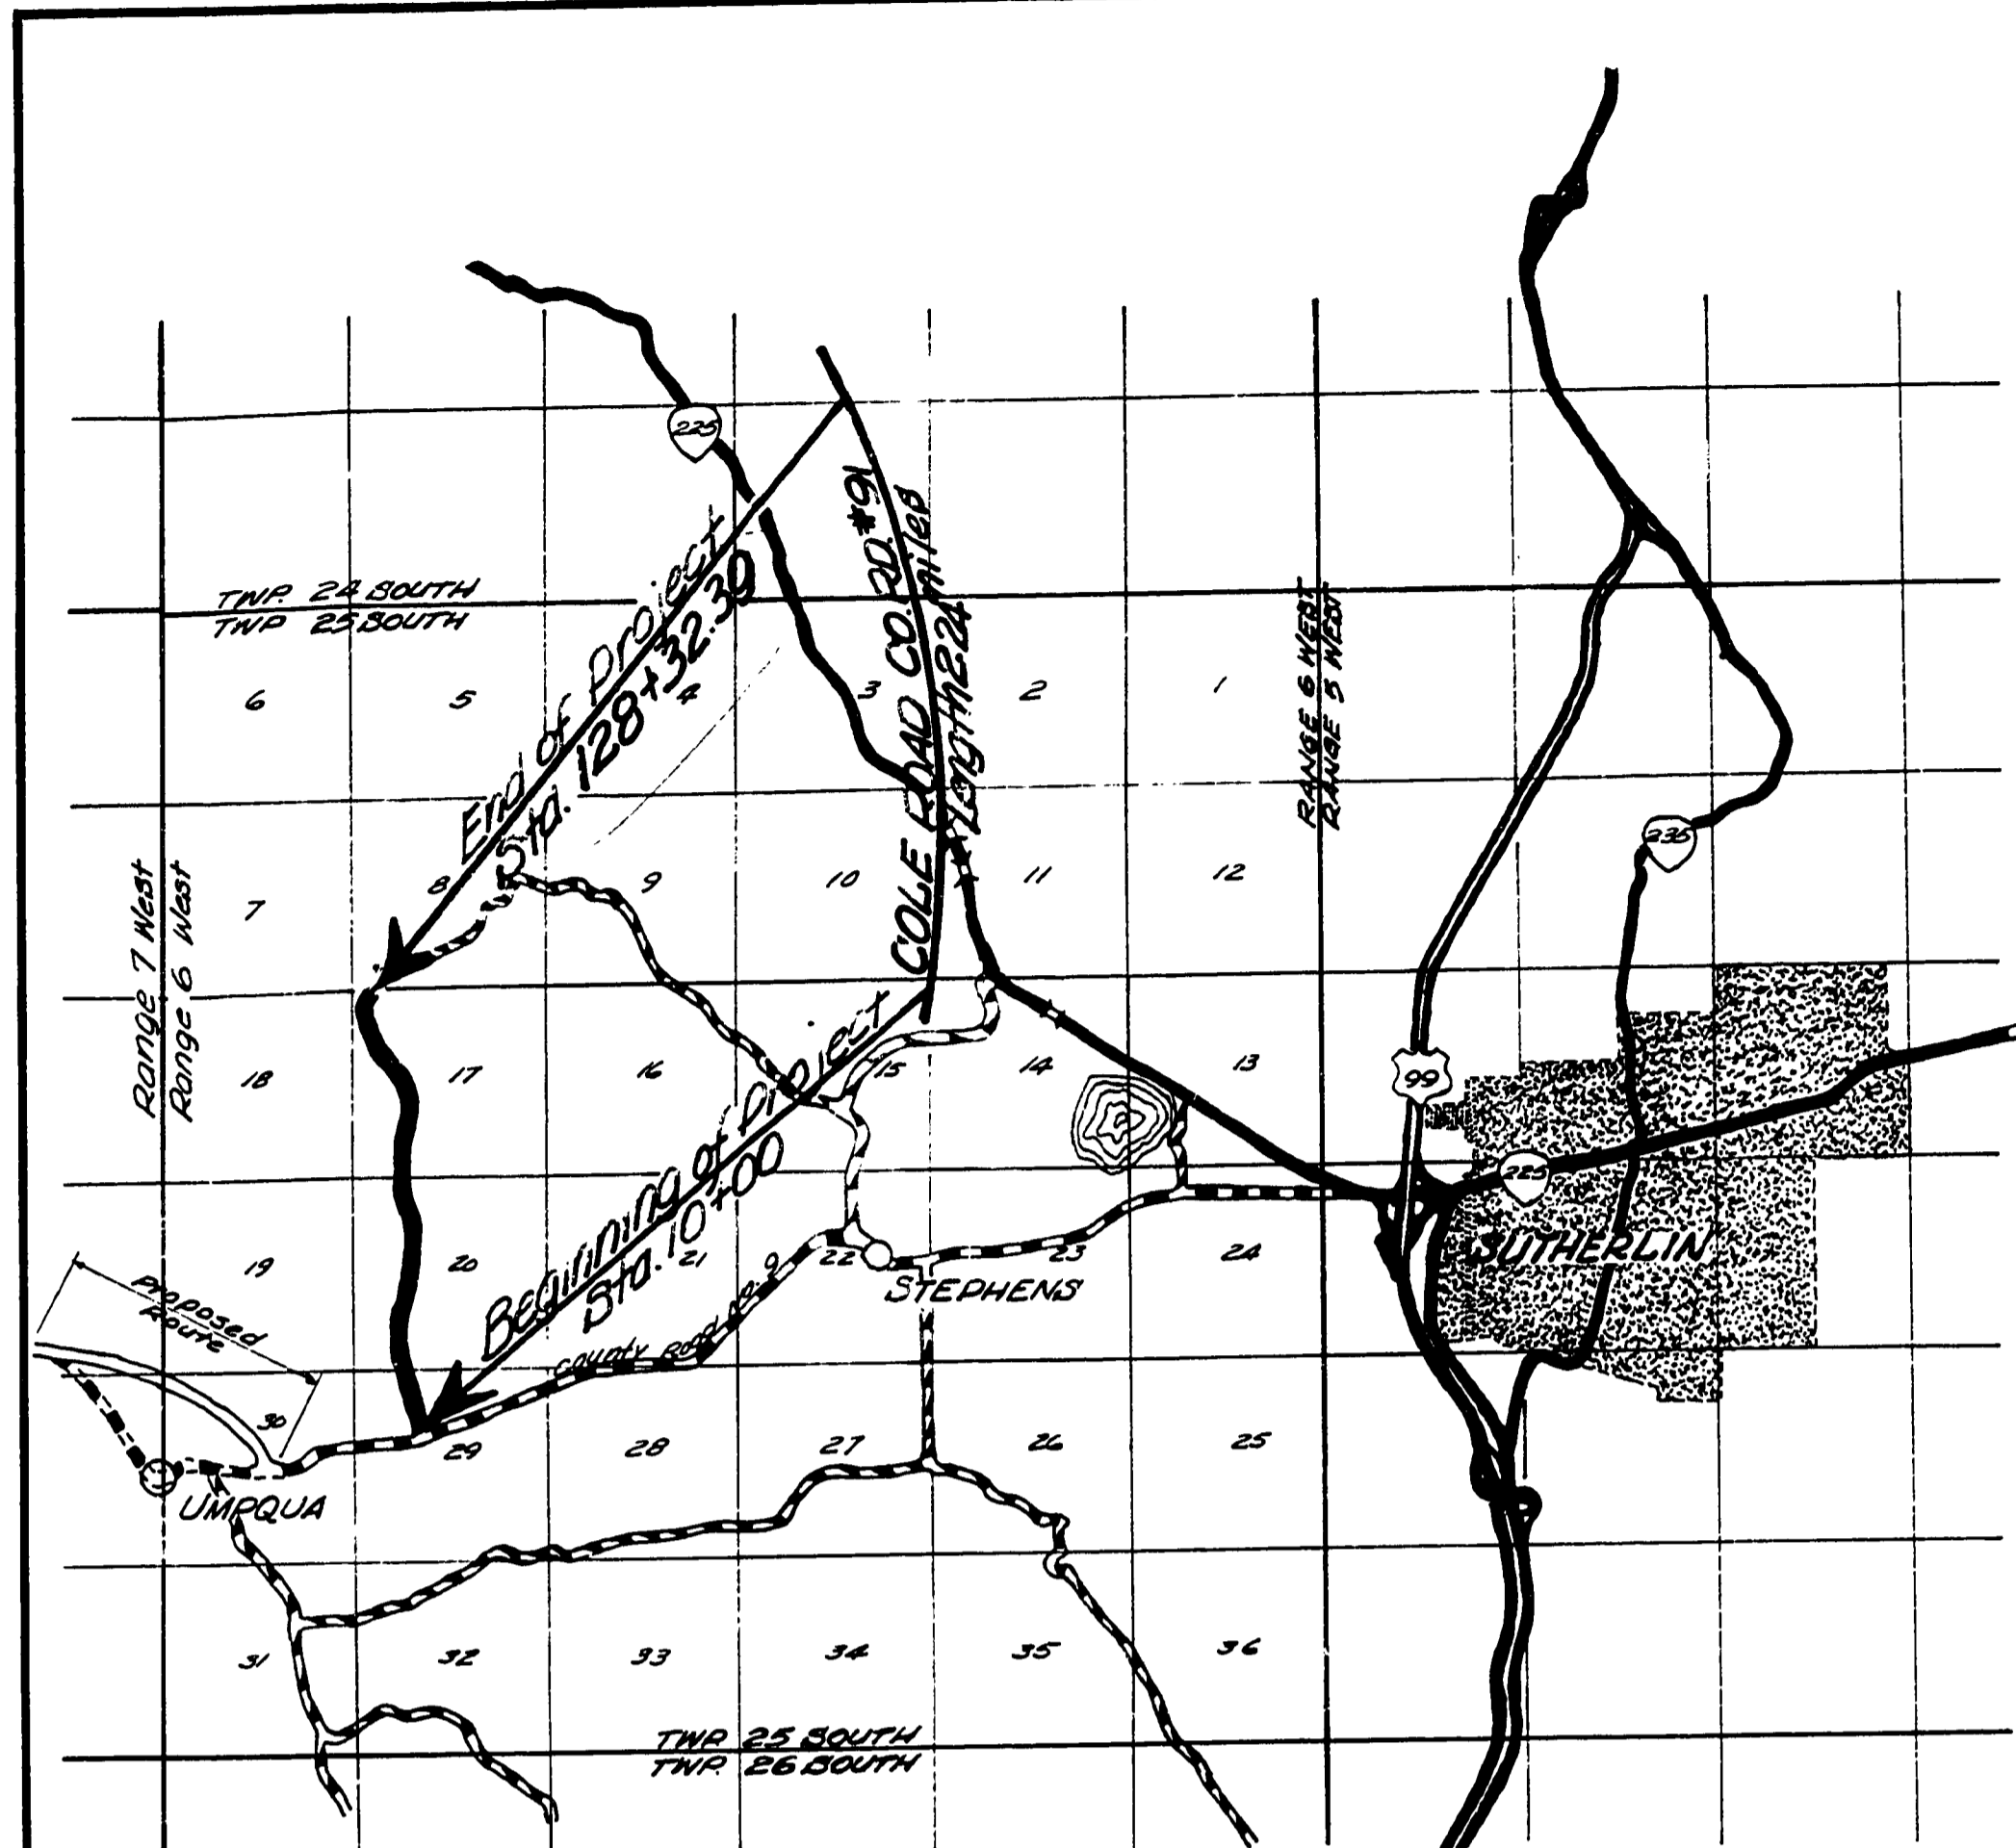 225
TWP. 24 SOUTH
TWP 25 SOUTH
End of Project
Sta. 128+32.39
COLE ROAD CO. RD. #91
Length 2.24 miles
RANGE 6 WEST
RANGE 5 WEST
6
5
4
3
2
1
Range 7 West
Range 6 West
7
8
9
10
11
12
18
17
16
15
14
13
99
225
SUTHERLIN
Beginning of Project
Sta. 10+00
19
20
21
22
23
24
STEPHENS
Proposed
Route
County Road No. 9
30
29
28
27
26
25
UMPQUA
31
32
33
34
35
36
TWP. 25 SOUTH
TWP. 26 SOUTH